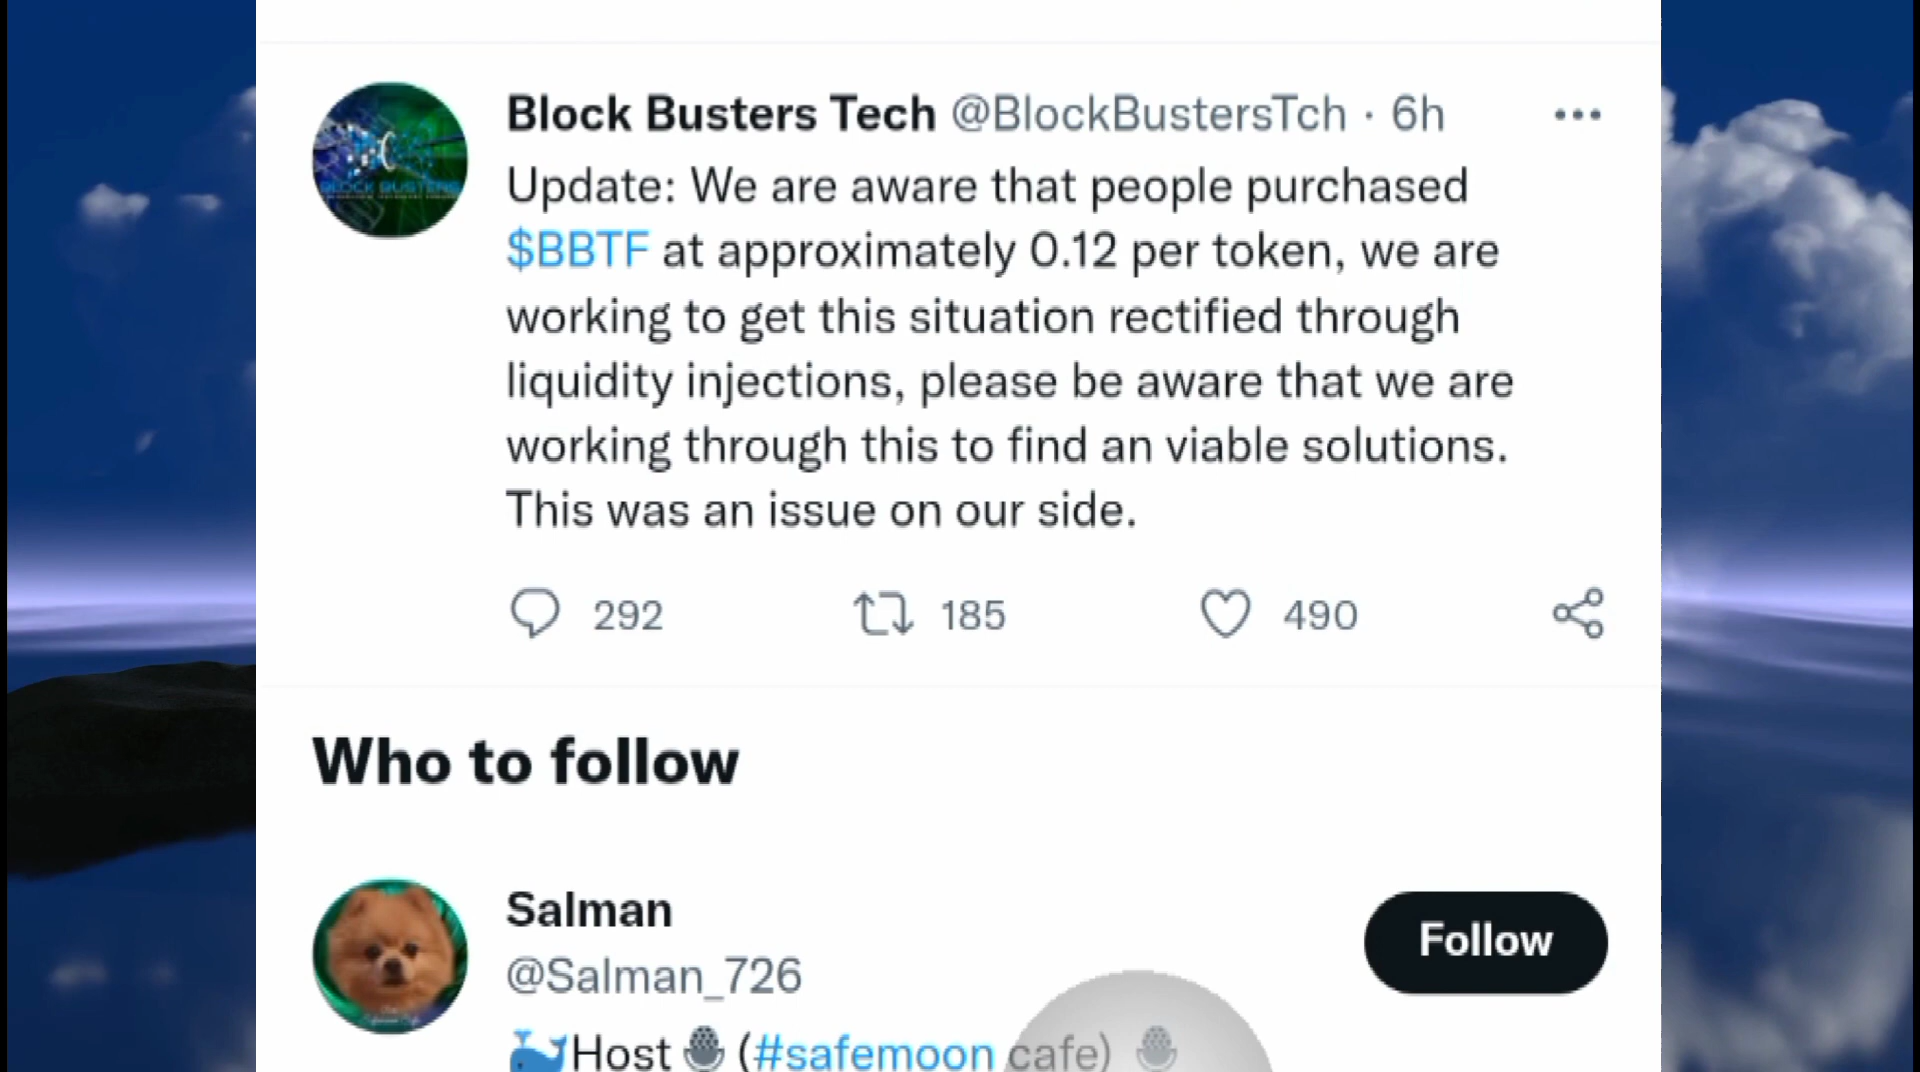 Block Busters Tech @BlockBustersTch · 6h
Update: We are aware that people purchased
$BBTF at approximately 0.12 per token, we are
working to get this situation rectified through
liquidity injections, please be aware that we are
working through this to find an viable solutions.
This was an issue on our side.
292 185 490
Who to follow
BLOCK BUSTERS
Salman
Follow
@Salman_726
🐳Host 🎙️ (#safemoon cafe) 🎙️